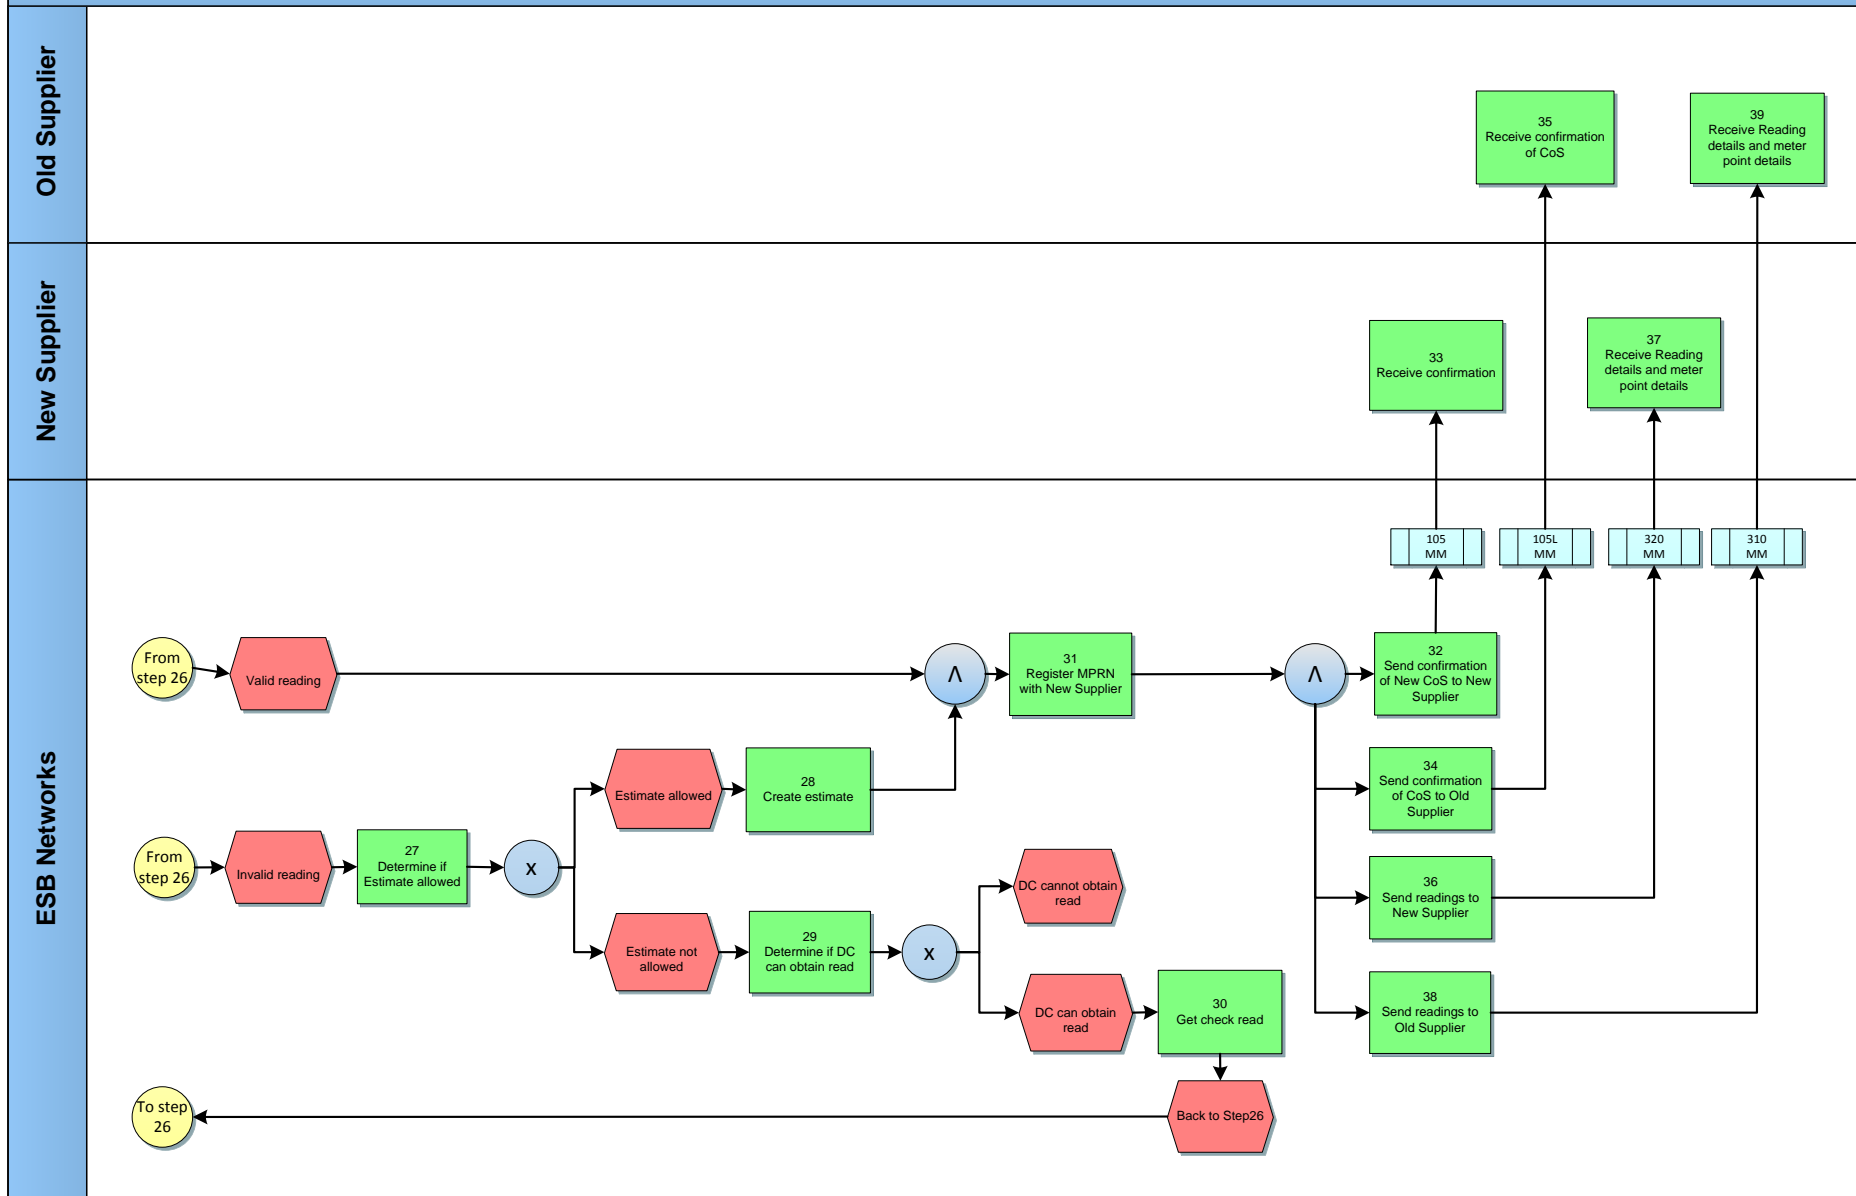 Old Supplier
35
Receive confirmation
of CoS
39
Receive Reading
details and meter
point details
New Supplier
33
Receive confirmation
37
Receive Reading
details and meter
point details
ESB Networks
105
MM
105L
MM
320
MM
310
MM
From
step 26
Valid reading
Λ
31
Register MPRN
with New Supplier
Λ
32
Send confirmation
of New CoS to New
Supplier
Estimate allowed
28
Create estimate
34
Send confirmation
of CoS to Old
Supplier
From
step 26
Invalid reading
27
Determine if
Estimate allowed
X
DC cannot obtain
read
36
Send readings to
New Supplier
Estimate not
allowed
29
Determine if DC
can obtain read
X
DC can obtain
read
30
Get check read
38
Send readings to
Old Supplier
To step
26
Back to Step26